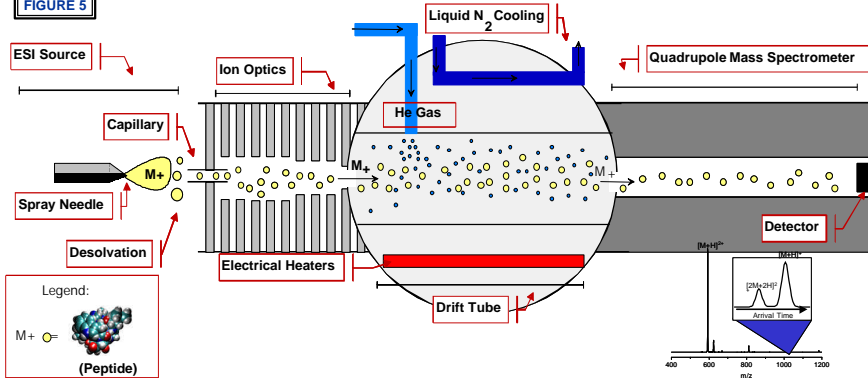 FIGURE 5
ESI Source
Ion Optics
Liquid N2 Cooling
Quadrupole Mass Spectrometer
Capillary
He Gas
M+
M+
M+
Spray Needle
Desolvation
Electrical Heaters
Detector
Drift Tube
Legend:
M+ =
(Peptide)
[M+H]2+
[M+H]+
[2M+2H]2
Arrival Time
400 600 800 1000 1200
m/z